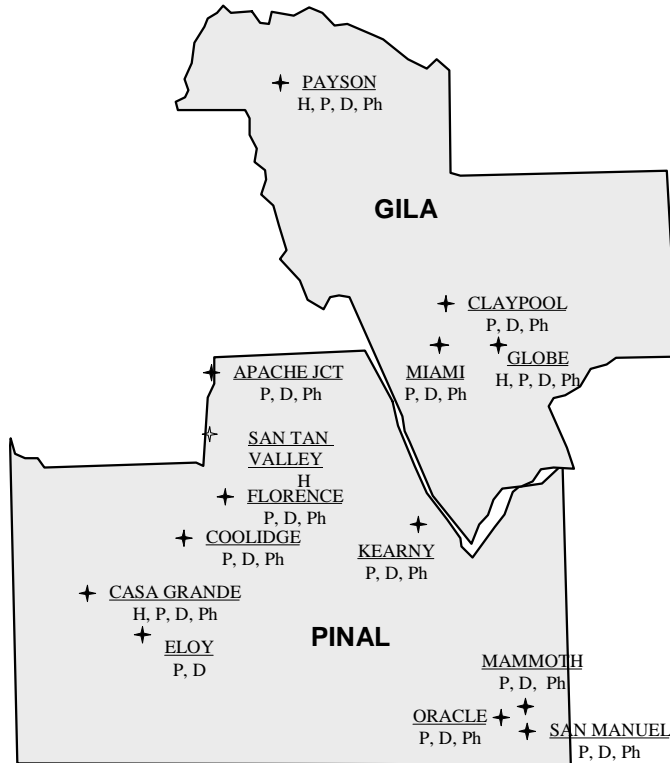 PAYSON
H, P, D, Ph
GILA
CLAYPOOL
P, D, Ph
MIAMI
P, D, Ph
GLOBE
H, P, D, Ph
APACHE JCT
P, D, Ph
SAN TAN
VALLEY
H
FLORENCE
P, D, Ph
COOLIDGE
P, D, Ph
KEARNY
P, D, Ph
CASA GRANDE
H, P, D, Ph
ELOY
P, D
PINAL
MAMMOTH
P, D, Ph
ORACLE
P, D, Ph
SAN MANUEL
P, D, Ph